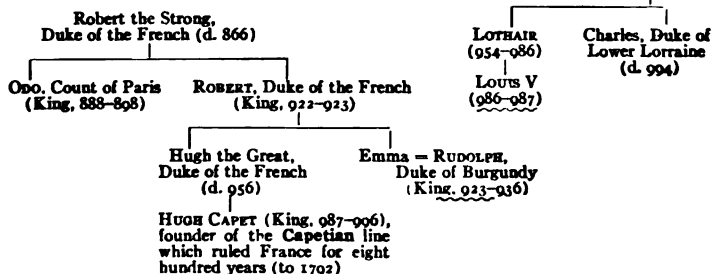 Robert the Strong,
Duke of the French (d. 866)
ODO, Count of Paris
(King, 888–898)
ROBERT, Duke of the French
(King, 922–923)
Hugh the Great,
Duke of the French
(d. 956)
Emma = RUDOLPH,
Duke of Burgundy
(King, 923–936)
HUGH CAPET (King, 987–996),
founder of the Capetian line
which ruled France for eight
hundred years (to 1792)
LOTHAIR
(954–986)
LOUIS V
(986–987)
Charles, Duke of
Lower Lorraine
(d. 994)